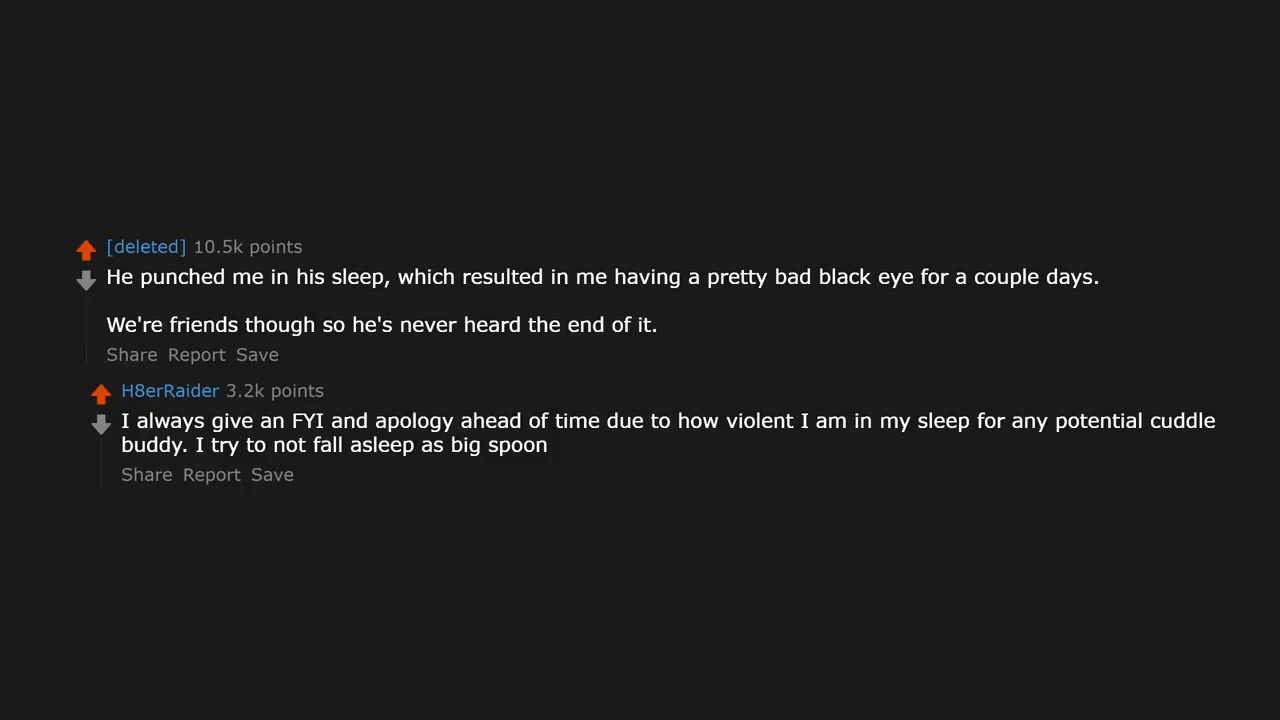 [deleted] 10.5k points
He punched me in his sleep, which resulted in me having a pretty bad black eye for a couple days.
We're friends though so he's never heard the end of it.
Share Report Save
H8erRaider 3.2k points
I always give an FYI and apology ahead of time due to how violent I am in my sleep for any potential cuddle
buddy. I try to not fall asleep as big spoon
Share Report Save